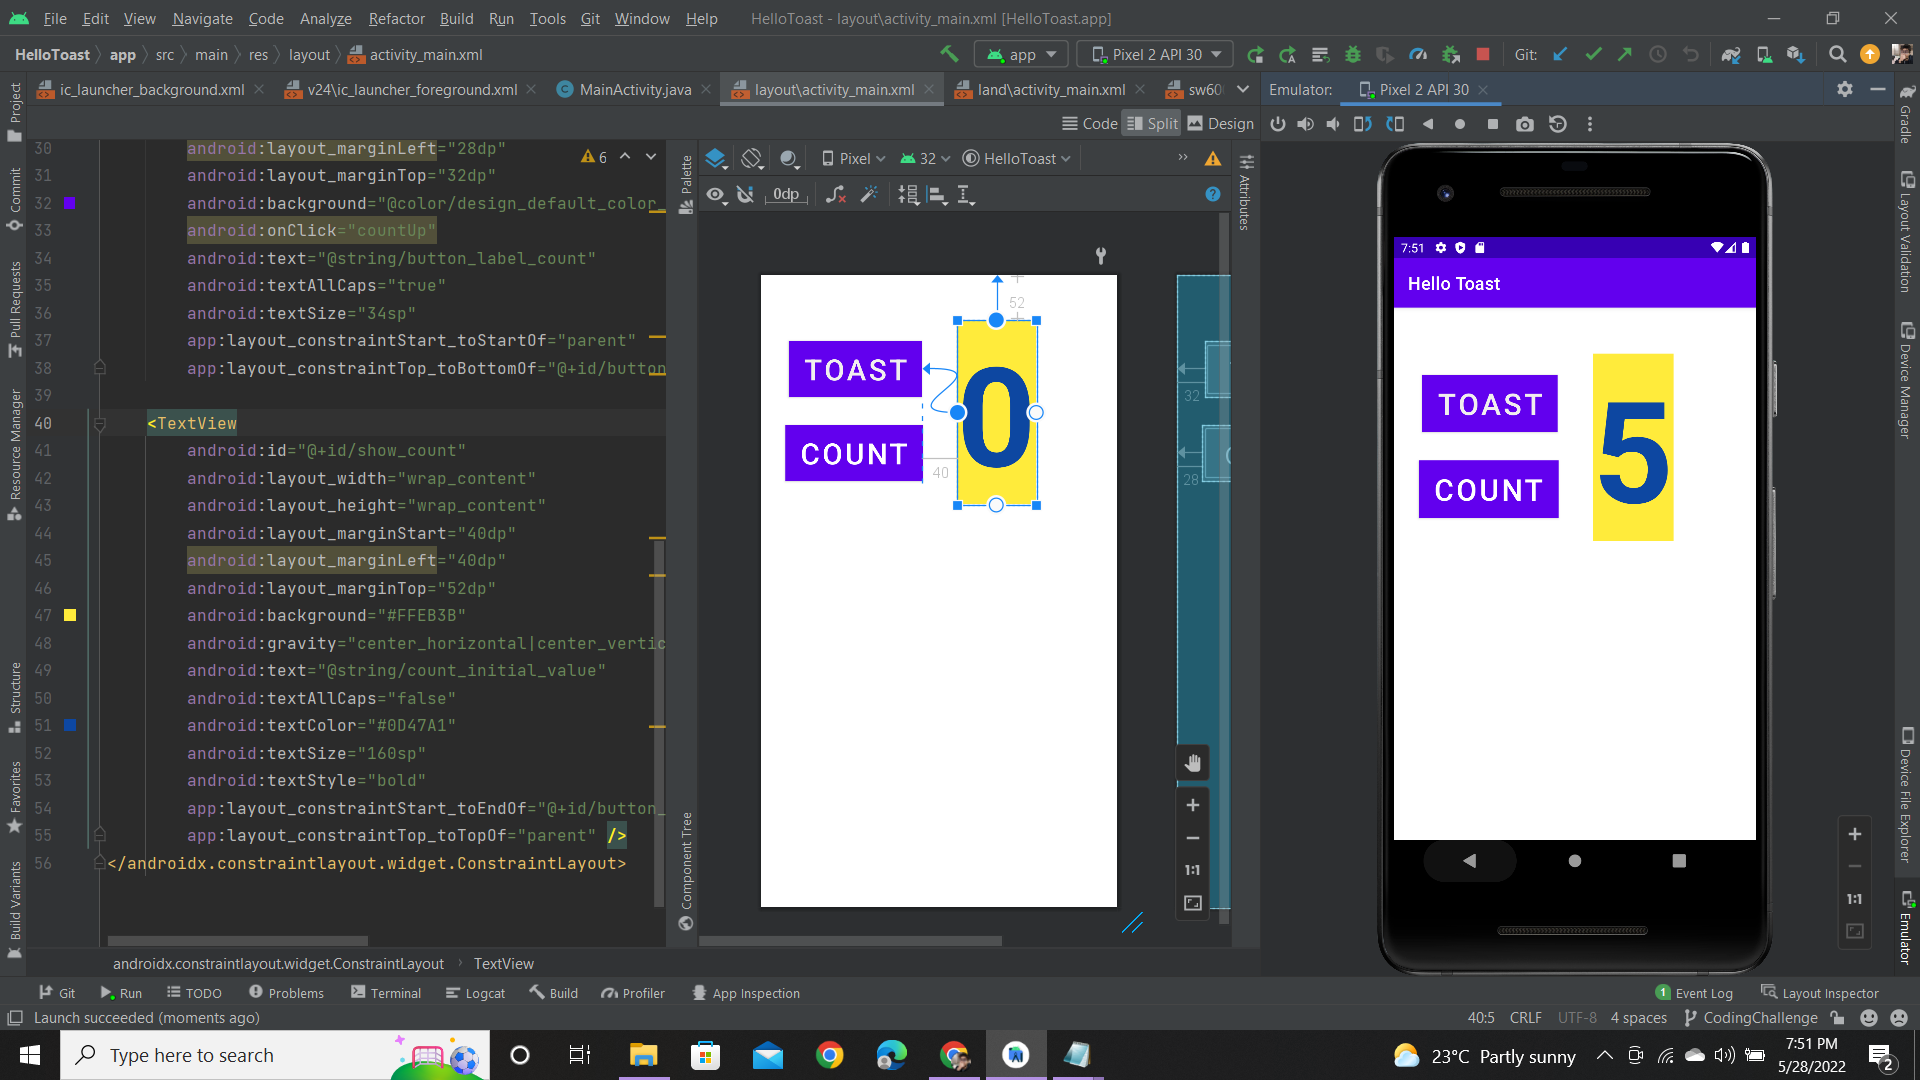 File Edit View Navigate Code Analyze Refactor Build Run Tools Git Window Help HelloToast - layout\activity_main.xml [HelloToast.app]
HelloToast app src main res layout activity_main.xml app Pixel 2 API 30 Git:
ic_launcher_background.xml v24\ic_launcher_foreground.xml MainActivity.java layout\activity_main.xml land\activity_main.xml sw60 Emulator: Pixel 2 API 30
Code Split Design
Project
Commit
Pull Requests
Resource Manager
Structure
Favorites
Build Variants
6
30 android:layout_marginLeft="28dp"
31 android:layout_marginTop="32dp"
32 android:background="@color/design_default_color_
33 android:onClick="countUp"
34 android:text="@string/button_label_count"
35 android:textAllCaps="true"
36 android:textSize="34sp"
37 app:layout_constraintStart_toStartOf="parent"
38 app:layout_constraintTop_toBottomOf="@+id/button
39
40 <TextView
41 android:id="@+id/show_count"
42 android:layout_width="wrap_content"
43 android:layout_height="wrap_content"
44 android:layout_marginStart="40dp"
45 android:layout_marginLeft="40dp"
46 android:layout_marginTop="52dp"
47 android:background="#FFEB3B"
48 android:gravity="center_horizontal|center_vertic
49 android:text="@string/count_initial_value"
50 android:textAllCaps="false"
51 android:textColor="#0D47A1"
52 android:textSize="160sp"
53 android:textStyle="bold"
54 app:layout_constraintStart_toEndOf="@+id/button_
55 app:layout_constraintTop_toTopOf="parent" />
56 </androidx.constraintlayout.widget.ConstraintLayout>
androidx.constraintlayout.widget.ConstraintLayout TextView
Palette
Component Tree
Pixel 32 HelloToast
0dp
52
TOAST
0
COUNT
40
32
28
1:1
Attributes
7:51
Hello Toast
TOAST
5
COUNT
1:1
Gradle
Layout Validation
Device Manager
Device File Explorer
Emulator
Git Run TODO Problems Terminal Logcat Build Profiler App Inspection 1 Event Log Layout Inspector
Launch succeeded (moments ago) 40:5 CRLF UTF-8 4 spaces CodingChallenge
Type here to search 23°C Partly sunny 7:51 PM
5/28/2022 2